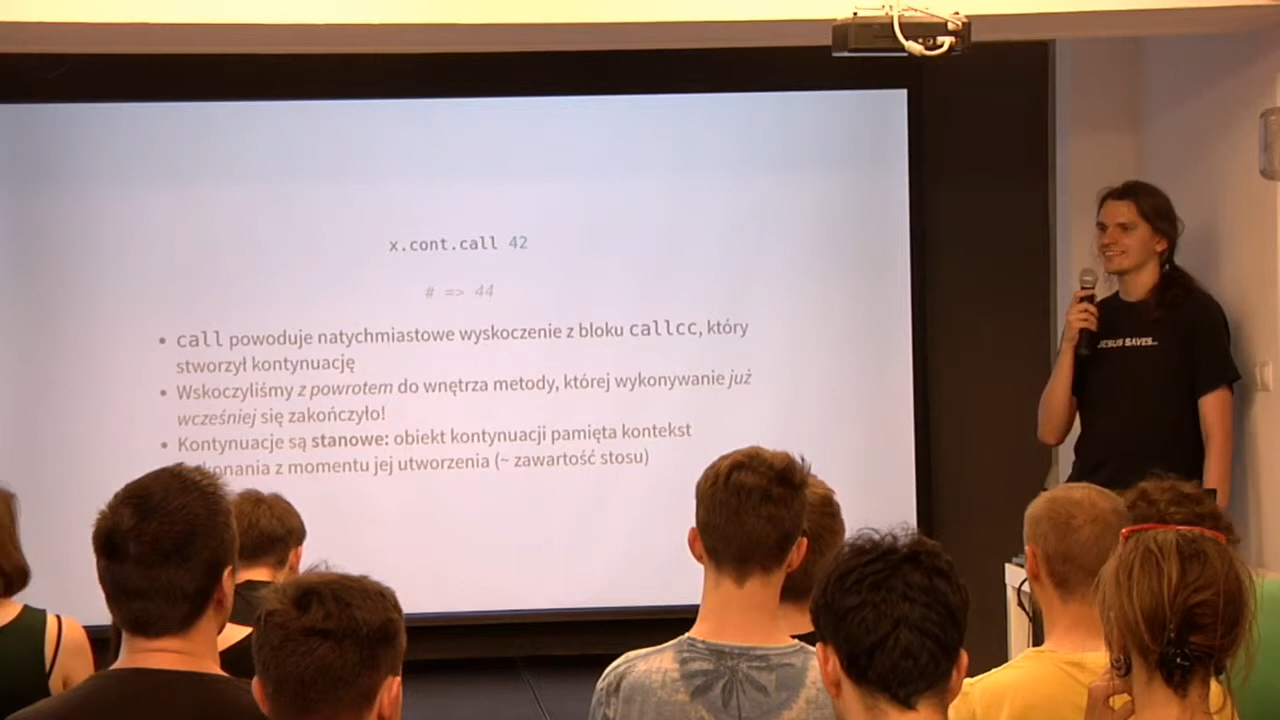 x.cont.call 42
# => 44
• call powoduje natychmiastowe wyskoczenie z bloku callcc, który
stworzył kontynuację
• Wskoczyliśmy z powrotem do wnętrza metody, której wykonywanie już
wcześniej się zakończyło!
• Kontynuacje są stanowe: obiekt kontynuacji pamięta kontekst
z momentu jej utworzenia (~ zawartość stosu)
JESUS SAVES...